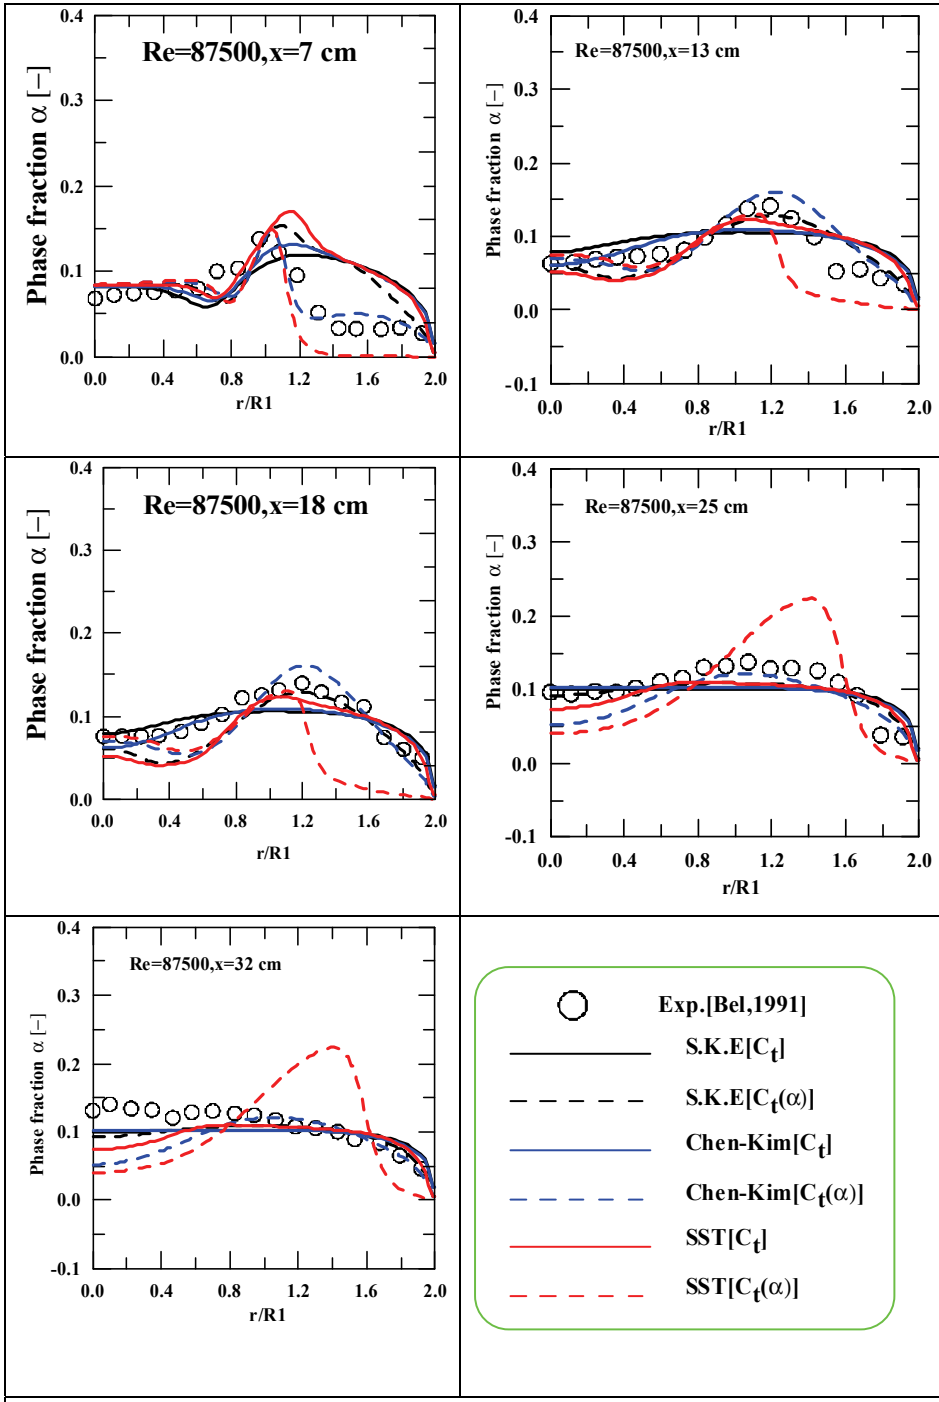 Re=87500,x=7 cm
Phase fraction α [−]
0.4
0.3
0.2
0.1
0.0
0.0 0.4 0.8 1.2 1.6 2.0
r/R1
Re=87500,x=13 cm
Phase fraction α [−]
0.4
0.3
0.2
0.1
0.0
-0.1
0.0 0.4 0.8 1.2 1.6 2.0
r/R1
Re=87500,x=18 cm
Phase fraction α [−]
0.4
0.3
0.2
0.1
0.0
0.0 0.4 0.8 1.2 1.6 2.0
r/R1
Re=87500,x=25 cm
Phase fraction α [−]
0.4
0.3
0.2
0.1
0.0
-0.1
0.0 0.4 0.8 1.2 1.6 2.0
r/R1
Re=87500,x=32 cm
Phase fraction α [−]
0.4
0.3
0.2
0.1
0.0
-0.1
0.0 0.4 0.8 1.2 1.6 2.0
r/R1
Exp.[Bel,1991]
S.K.E[Ct]
S.K.E[Ct(α)]
Chen-Kim[Ct]
Chen-Kim[Ct(α)]
SST[Ct]
SST[Ct(α)]